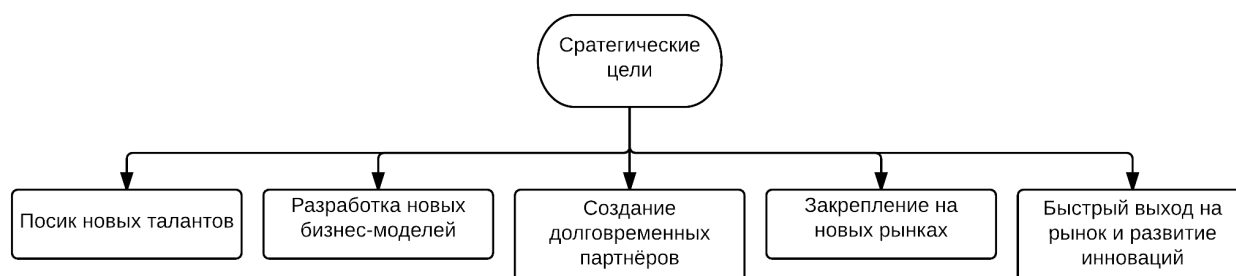 Сратегические
цели
Посик новых талантов
Разработка новых
бизнес-моделей
Создание
долговременных
партнёров
Закрепление на
новых рынках
Быстрый выход на
рынок и развитие
инноваций